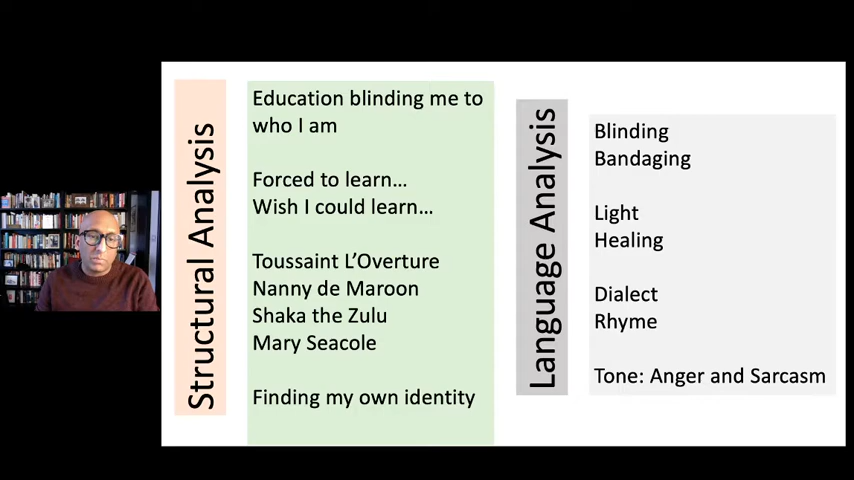 Structural Analysis
Education blinding me to
who I am
Forced to learn...
Wish I could learn...
Toussaint L'Overture
Nanny de Maroon
Shaka the Zulu
Mary Seacole
Finding my own identity
Language Analysis
Blinding
Bandaging
Light
Healing
Dialect
Rhyme
Tone: Anger and Sarcasm